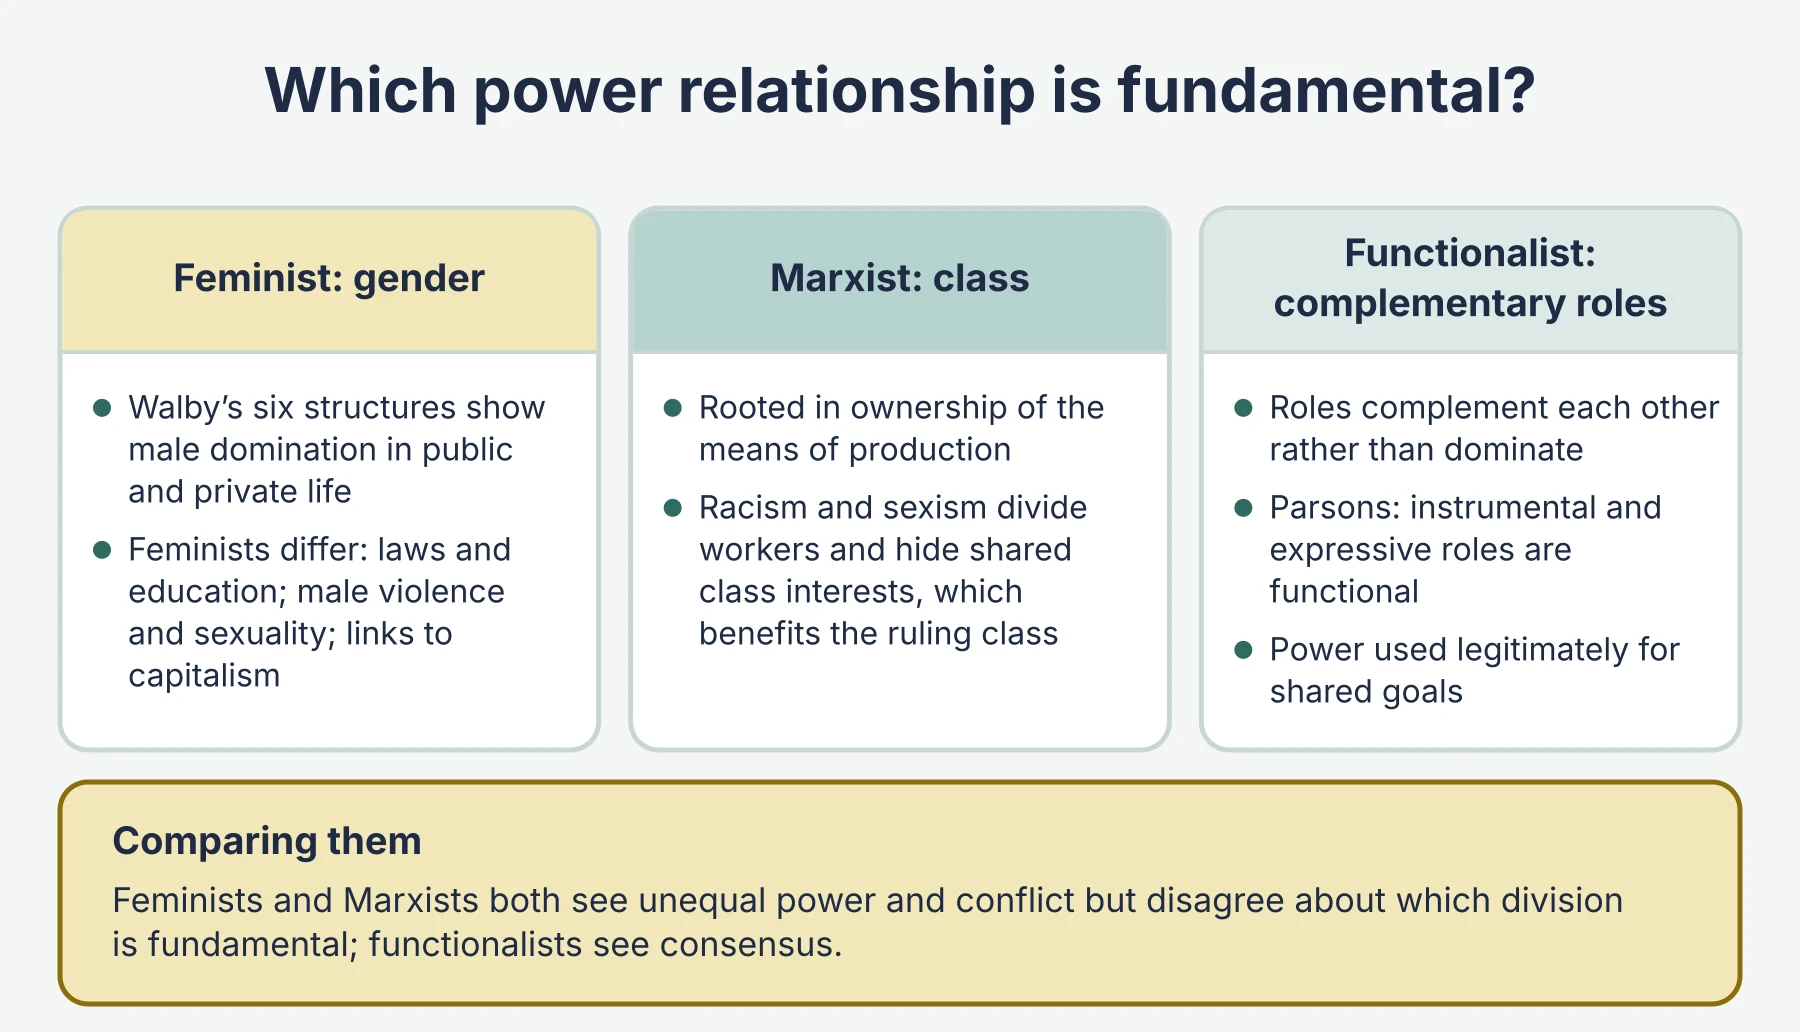 Which power relationship is fundamental?
Feminist: gender
Walby’s six structures show
male domination in public
and private life
Feminists differ: laws and
education; male violence
and sexuality; links to
capitalism
Marxist: class
Rooted in ownership of the
means of production
Racism and sexism divide
workers and hide shared
class interests, which
benefits the ruling class
Functionalist:
complementary roles
Roles complement each other
rather than dominate
Parsons: instrumental and
expressive roles are
functional
Power used legitimately for
shared goals
Comparing them
Feminists and Marxists both see unequal power and conflict but disagree about which division
is fundamental; functionalists see consensus.